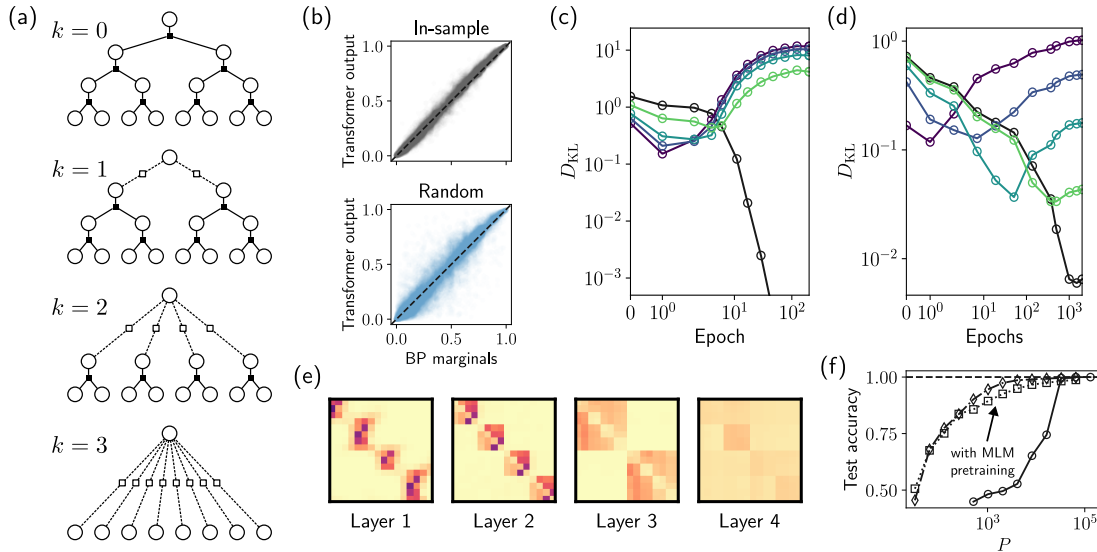 (a)
k = 0
k = 1
k = 2
k = 3
(b)
In-sample
Transformer output
1.0
0.5
0.0
Random
Transformer output
1.0
0.5
0.0
0.0 0.5 1.0
BP marginals
(c)
D_KL
10^1
10^0
10^-1
10^-2
10^-3
0 10^0 10^1 10^2
Epoch
(d)
D_KL
10^0
10^-1
10^-2
0 10^0 10^1 10^2 10^3
Epochs
(e)
Layer 1 Layer 2 Layer 3 Layer 4
(f)
Test accuracy
1.00
0.75
0.50
with MLM
pretraining
10^3 10^5
P